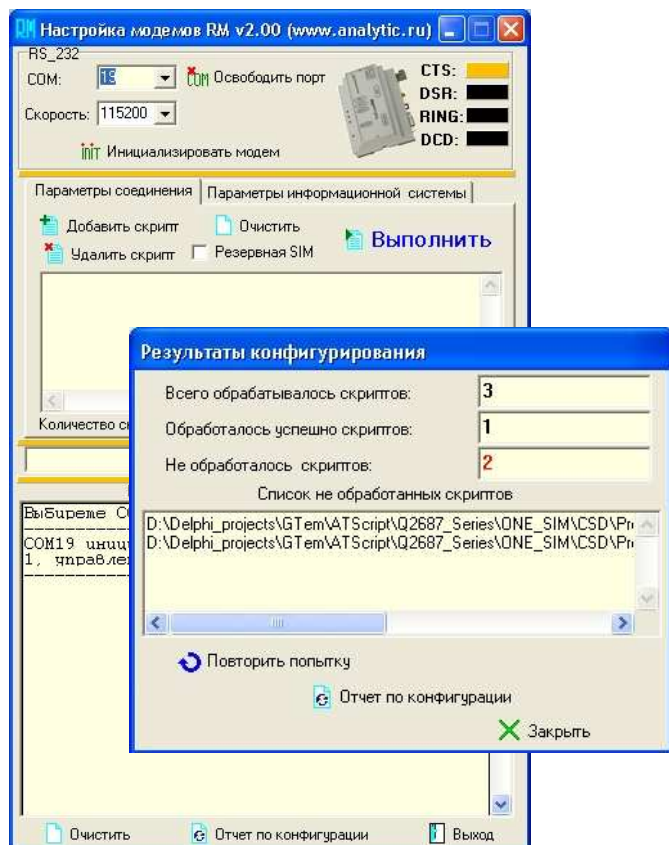 Настройка модемов RM v2.00 (www.analytic.ru)
RS_232
COM: 19 Освободить порт
CTS:
DSR:
Скорость: 115200
RING:
DCD:
Инициализировать модем
Параметры соединения Параметры информационной системы
Добавить скрипт Очистить
Выполнить
Удалить скрипт Резервная SIM
Результаты конфигурирования
Всего обрабатывалось скриптов: 3
Количество
Обработалось успешно скриптов: 1
Не обработалось скриптов: 2
Список не обработанных скриптов
D:\Delphi_projects\GTem\ATScript\Q2687_Series\ONE_SIM\CSD\Pr
D:\Delphi_projects\GTem\ATScript\Q2687_Series\ONE_SIM\CSD\Pr
Выберите
COM19
1,
Повторить попытку
Отчет по конфигурации
Закрыть
Очистить Отчет по конфигурации Выход